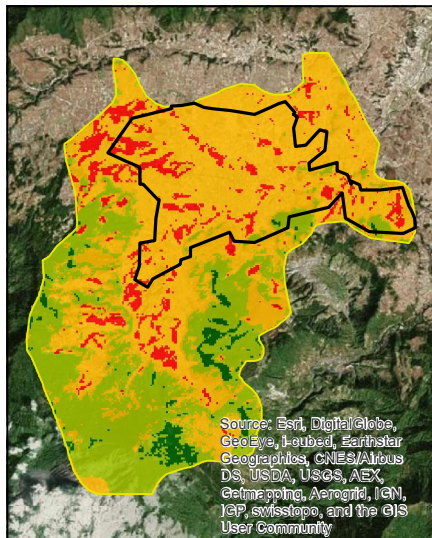 Source: Esri, DigitalGlobe,
GeoEye, i-cubed, Earthstar
Geographics, CNES/Airbus
DS, USDA, USGS, AEX,
Getmapping, Aerogrid, IGN,
IGP, swisstopo, and the GIS
User Community